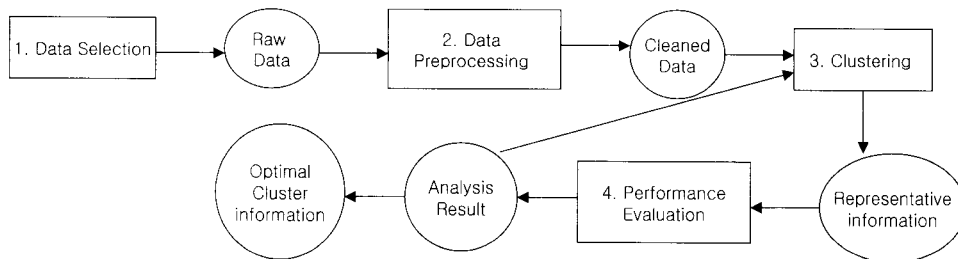 1. Data Selection
Raw
Data
2. Data
Preprocessing
Cleaned
Data
3. Clustering
Optimal
Cluster
information
Analysis
Result
4. Performance
Evaluation
Representative
information